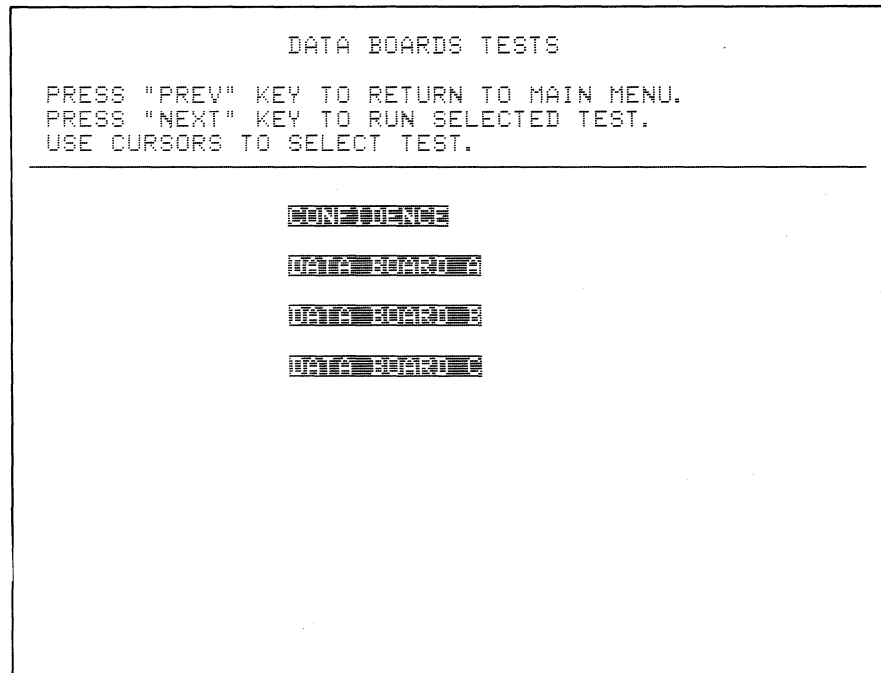 DATA BOARDS TESTS
PRESS "PREV" KEY TO RETURN TO MAIN MENU.
PRESS "NEXT" KEY TO RUN SELECTED TEST.
USE CURSORS TO SELECT TEST.
CONFIDENCE
DATA BOARD A
DATA BOARD B
DATA BOARD C